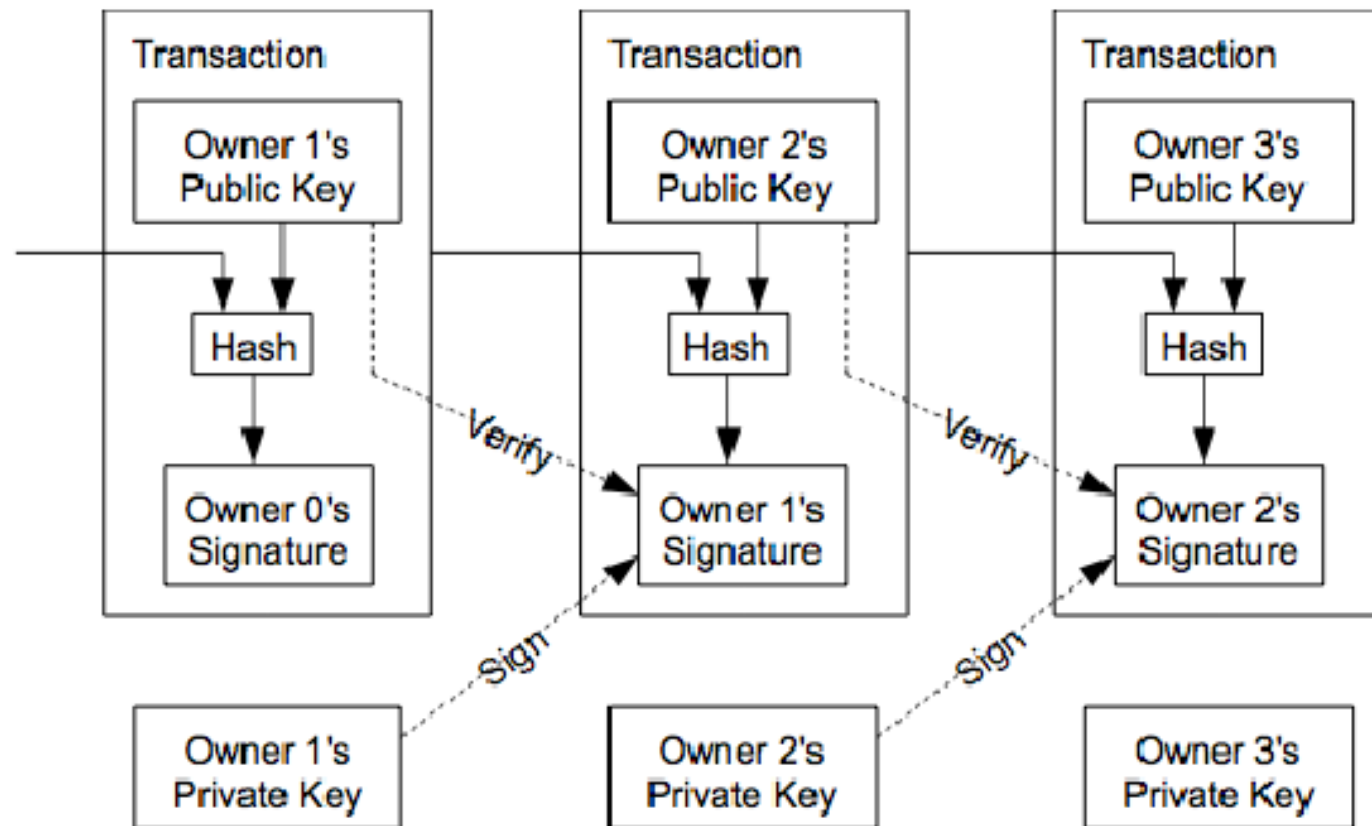 Transaction
Transaction
Transaction
Owner 1's
Public Key
Owner 2's
Public Key
Owner 3's
Public Key
Hash
Hash
Hash
Verify
Verify
Owner 0's
Signature
Owner 1's
Signature
Owner 2's
Signature
Sign
Sign
Owner 1's
Private Key
Owner 2's
Private Key
Owner 3's
Private Key